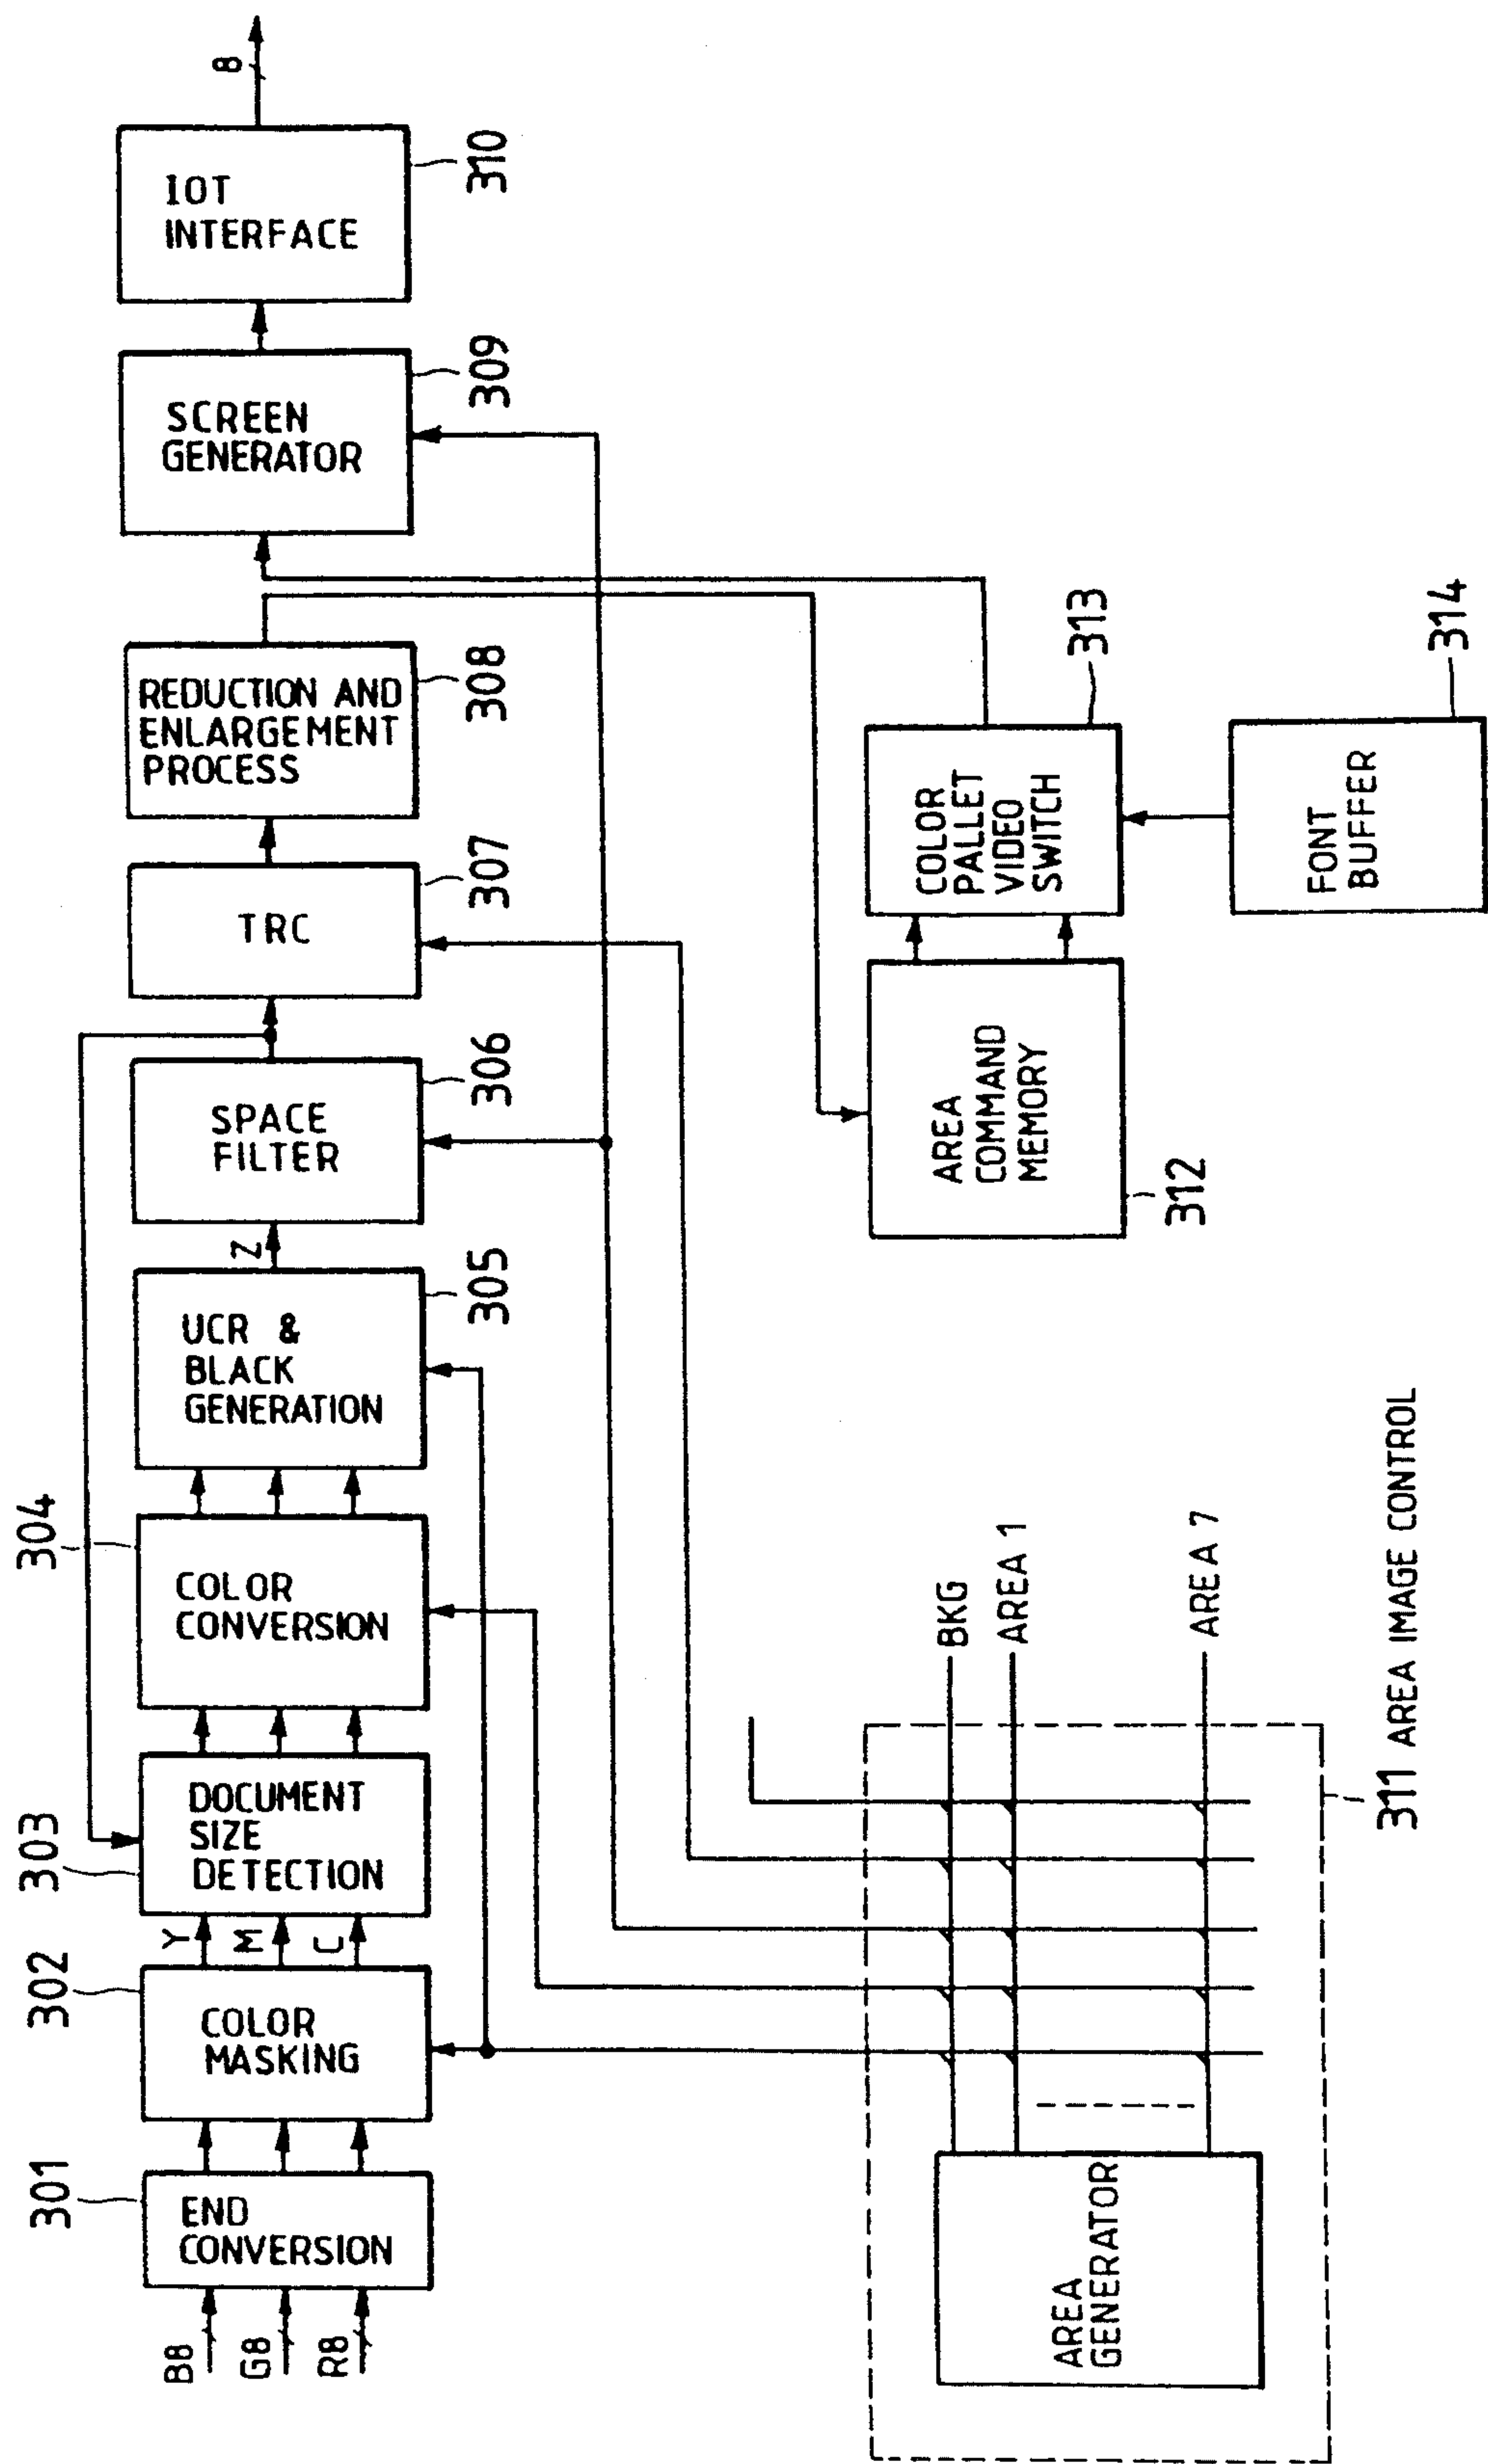 B8
G8
R8
301
END
CONVERSION
302
COLOR
MASKING
Y
M
C
303
DOCUMENT
SIZE
DETECTION
304
COLOR
CONVERSION
UCR &
BLACK
GENERATION
305
Z
SPACE
FILTER
306
TRC
307
REDUCTION AND
ENLARGEMENT
PROCESS
308
SCREEN
GENERATOR
309
IOT
INTERFACE
310
8
AREA
GENERATOR
BKG
AREA 1
AREA 7
311 AREA IMAGE CONTROL
AREA
COMMAND
MEMORY
312
COLOR
PALLET
VIDEO
SWITCH
313
FONT
BUFFER
314